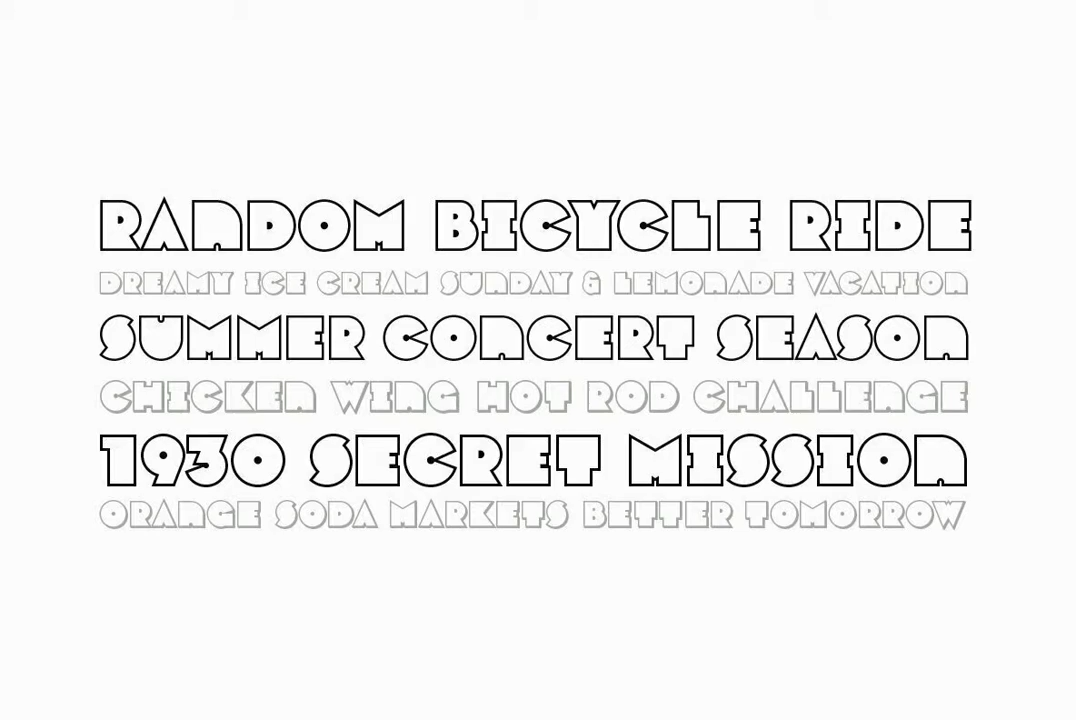 RANDOM BICYCLE RIDE
DREAMY ICE CREAM SUNDAY & LEMONADE VACATION
SUMMER CONCERT SEASON
CHICKEN WING HOT ROD CHALLENGE
1930 SECRET MISSION
ORANGE SODA MARKETS BETTER TOMORROW